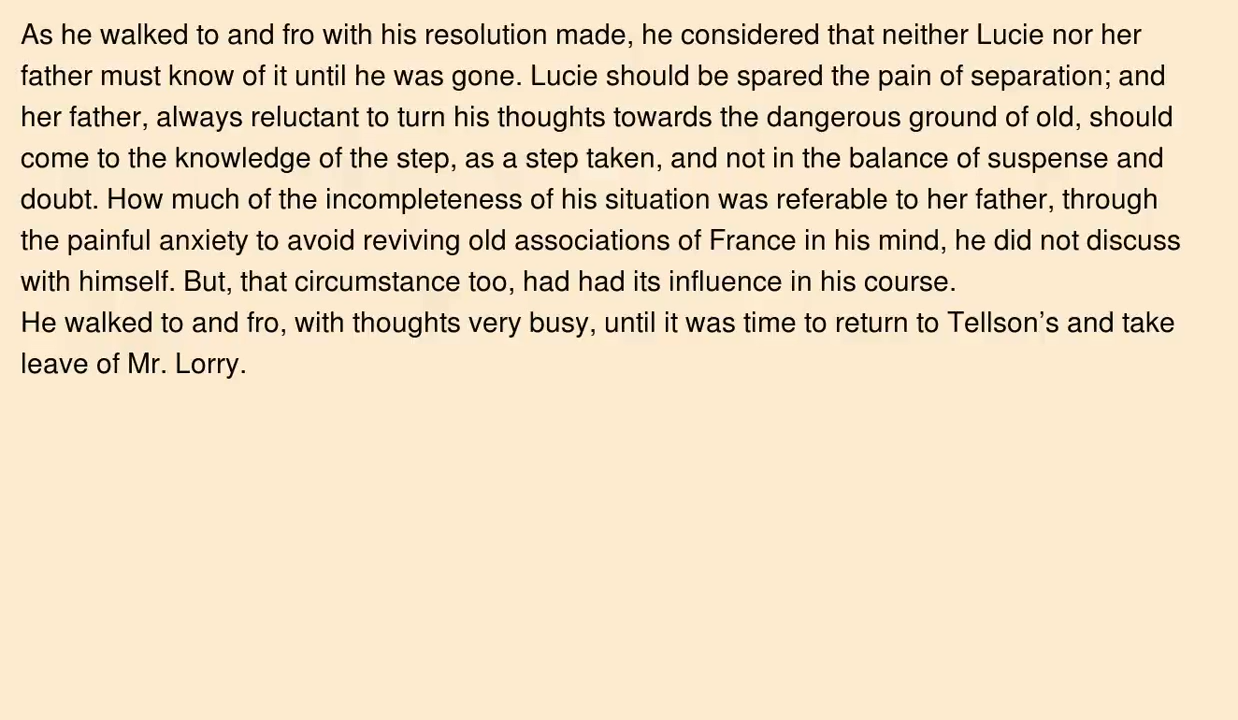 As he walked to and fro with his resolution made, he considered that neither Lucie nor her
father must know of it until he was gone. Lucie should be spared the pain of separation; and
her father, always reluctant to turn his thoughts towards the dangerous ground of old, should
come to the knowledge of the step, as a step taken, and not in the balance of suspense and
doubt. How much of the incompleteness of his situation was referable to her father, through
the painful anxiety to avoid reviving old associations of France in his mind, he did not discuss
with himself. But, that circumstance too, had had its influence in his course.
He walked to and fro, with thoughts very busy, until it was time to return to Tellson’s and take
leave of Mr. Lorry.